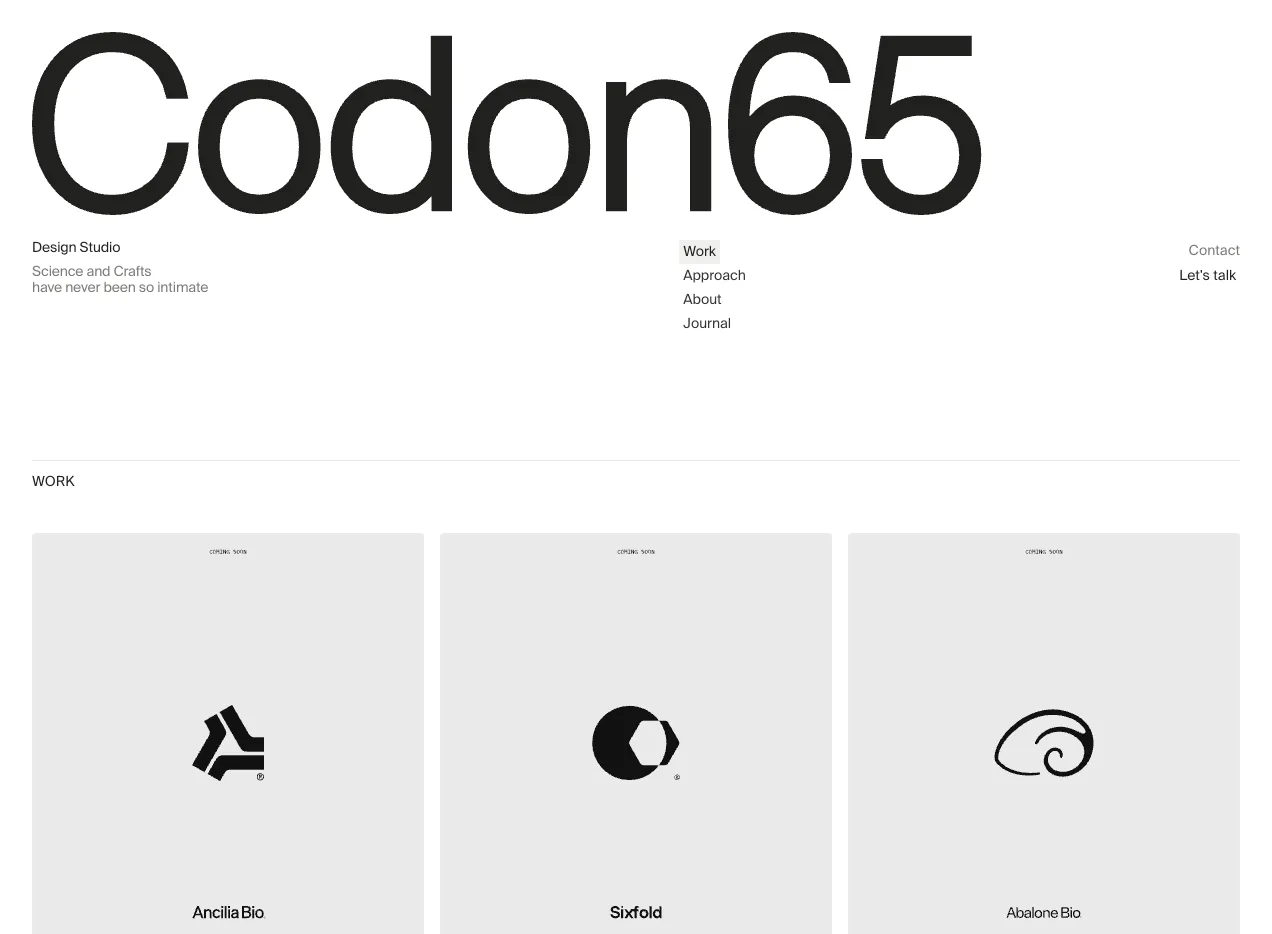 Codon65
Design Studio
Science and Crafts
have never been so intimate
Work
Approach
About
Journal
Contact
Let's talk
WORK
COMING SOON
COMING SOON
COMING SOON
®
®
Ancilia Bio
Sixfold
Abalone Bio